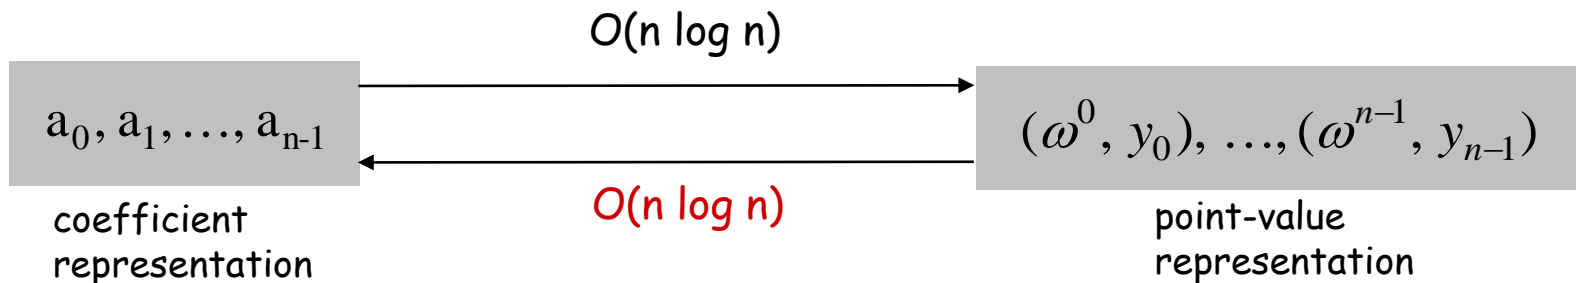 O(n log n)
a₀, a₁,…, aₙ₋₁
(ω⁰, y₀), …,(ωⁿ⁻¹, yₙ₋₁)
O(n log n)
coefficient
representation
point-value
representation